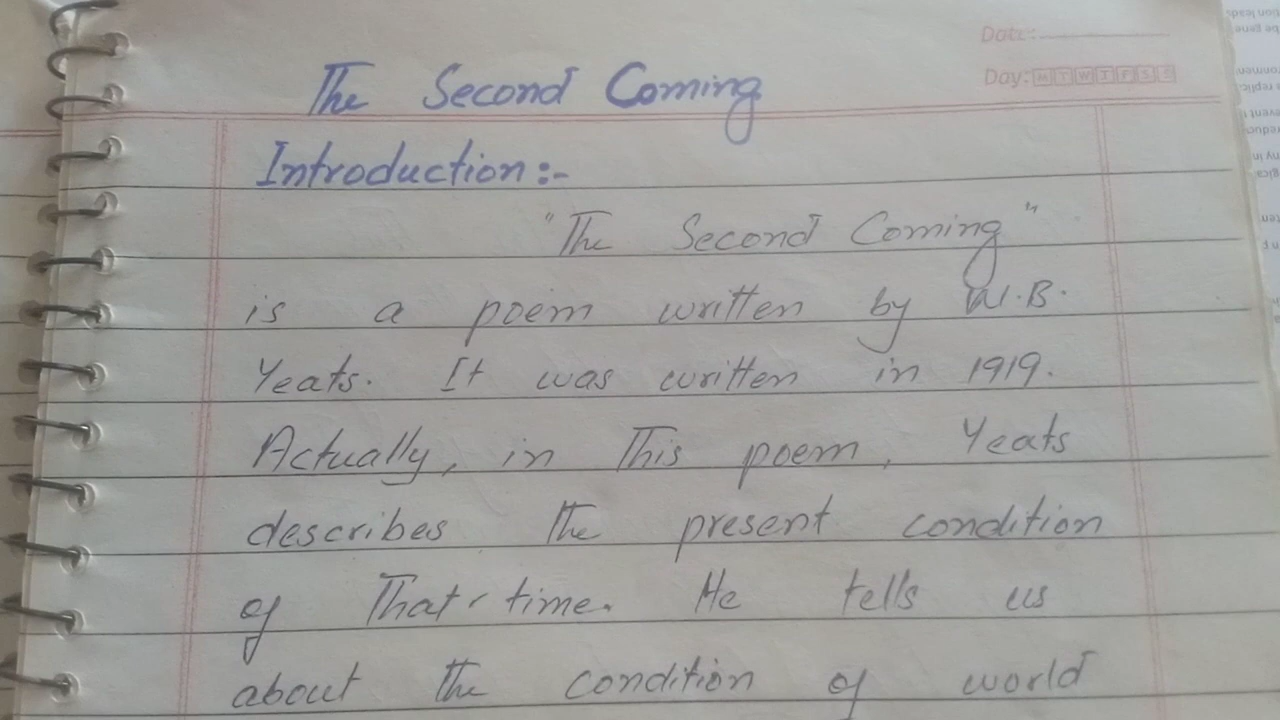 Date:
Day: M T W T F S S
The Second Coming
Introduction :-
"The Second Coming"
is a poem written by W.B.
Yeats. It was written in 1919.
Actually, in This poem, Yeats
describes the present condition
of That time. He tells us
about the condition of world